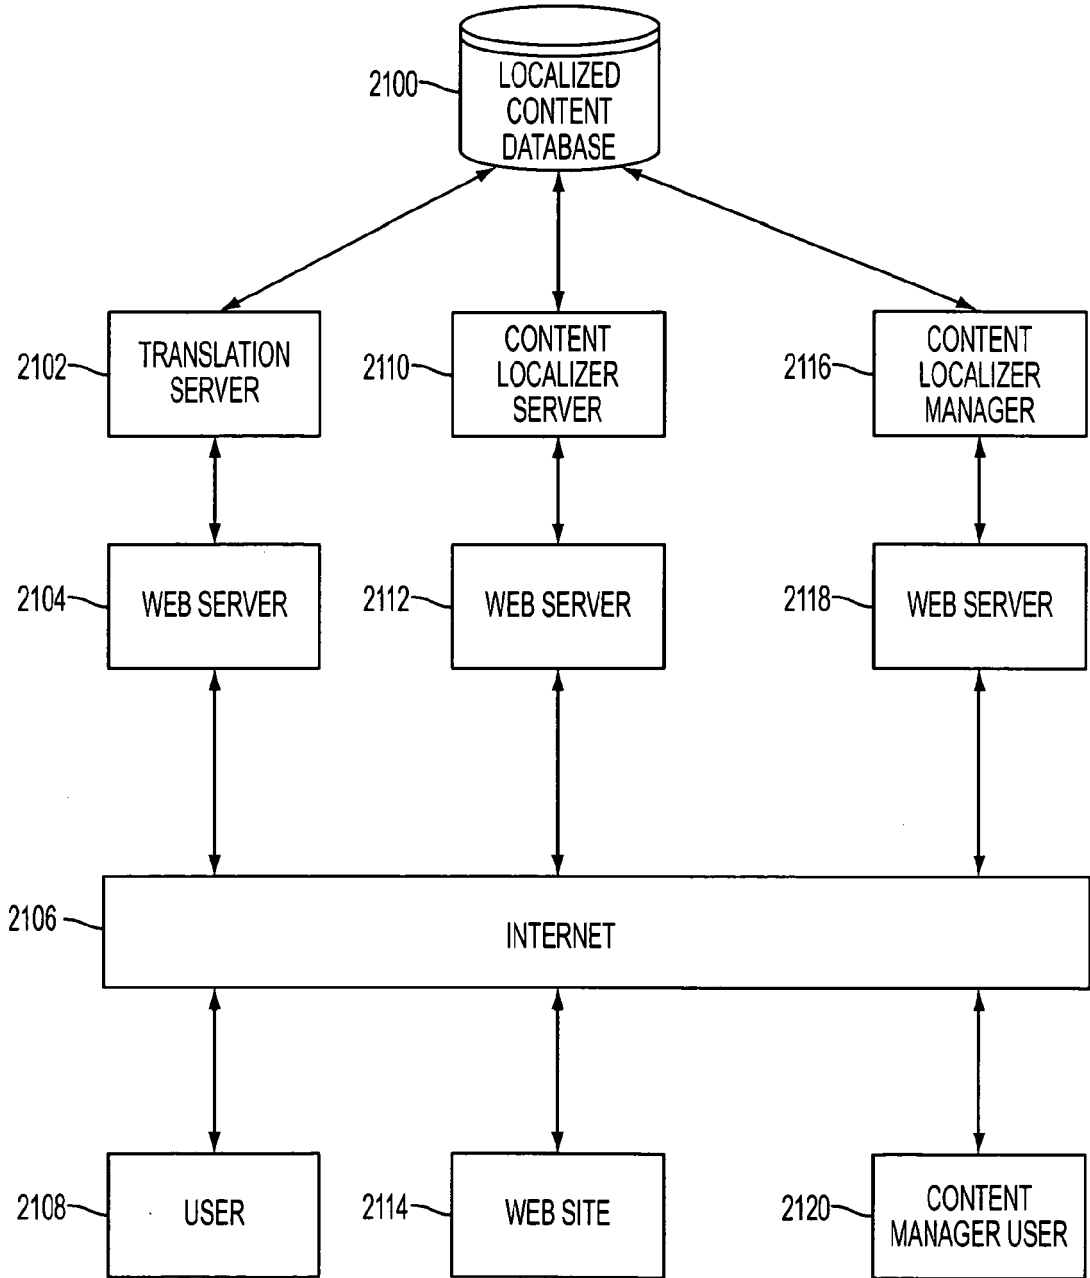 2100
LOCALIZED
CONTENT
DATABASE
2102
TRANSLATION
SERVER
2110
CONTENT
LOCALIZER
SERVER
2116
CONTENT
LOCALIZER
MANAGER
2104
WEB SERVER
2112
WEB SERVER
2118
WEB SERVER
2106
INTERNET
2108
USER
2114
WEB SITE
2120
CONTENT
MANAGER USER